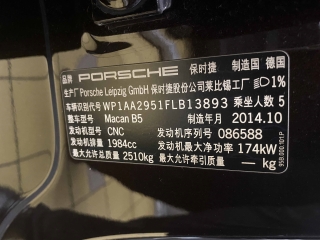 品牌 PORSCHE 保时捷 制造国 德国
生产厂 Porsche Leipzig GmbH 保时捷股份公司莱比锡工厂 1%
车辆识别代号 WP1AA2951FLB13893 乘坐人数 5
整车型号 Macan B5 制造年月 2014.10
发动机型号 CNC 发动机序列号 086588
发动机排量 1984cc 发动机最大净功率 174kW
最大允许总质量 2510kg 最大允许牵引质量 — kg
95B.000.101.P